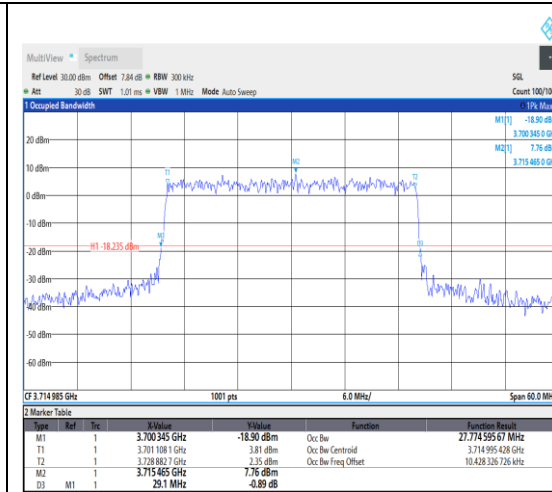 MultiView Spectrum
Ref Level 30.00 dBm Offset 7.84 dB RBW 300 kHz SGL
Att 30 dB SWT 1.01 ms VBW 1 MHz Mode Auto Sweep Count 100/10
1 Occupied Bandwidth 1Pk Max
M1[1] -18.90 dB
3.700 345 0 G
M2[1] 7.76 dB
3.715 465 0 G
20 dBm
10 dBm
0 dBm
-10 dBm
-20 dBm
-30 dBm
-40 dBm
-50 dBm
-60 dBm
T1
M2
T2
M1
H1 -18.235 dBm
D3
CF 3.714 985 GHz 1001 pts 6.0 MHz/ Span 60.0 MH
2 Marker Table
Type Ref Trc X-Value Y-Value Function Function Result
M1 1 3.700 345 GHz -18.90 dBm Occ Bw 27.774 595 67 MHz
T1 1 3.701 108 1 GHz 3.81 dBm Occ Bw Centroid 3.714 995 428 GHz
T2 1 3.728 882 7 GHz 2.35 dBm Occ Bw Freq Offset 10.428 326 726 kHz
M2 1 3.715 465 GHz 7.76 dBm
D3 M1 1 29.1 MHz -0.89 dB